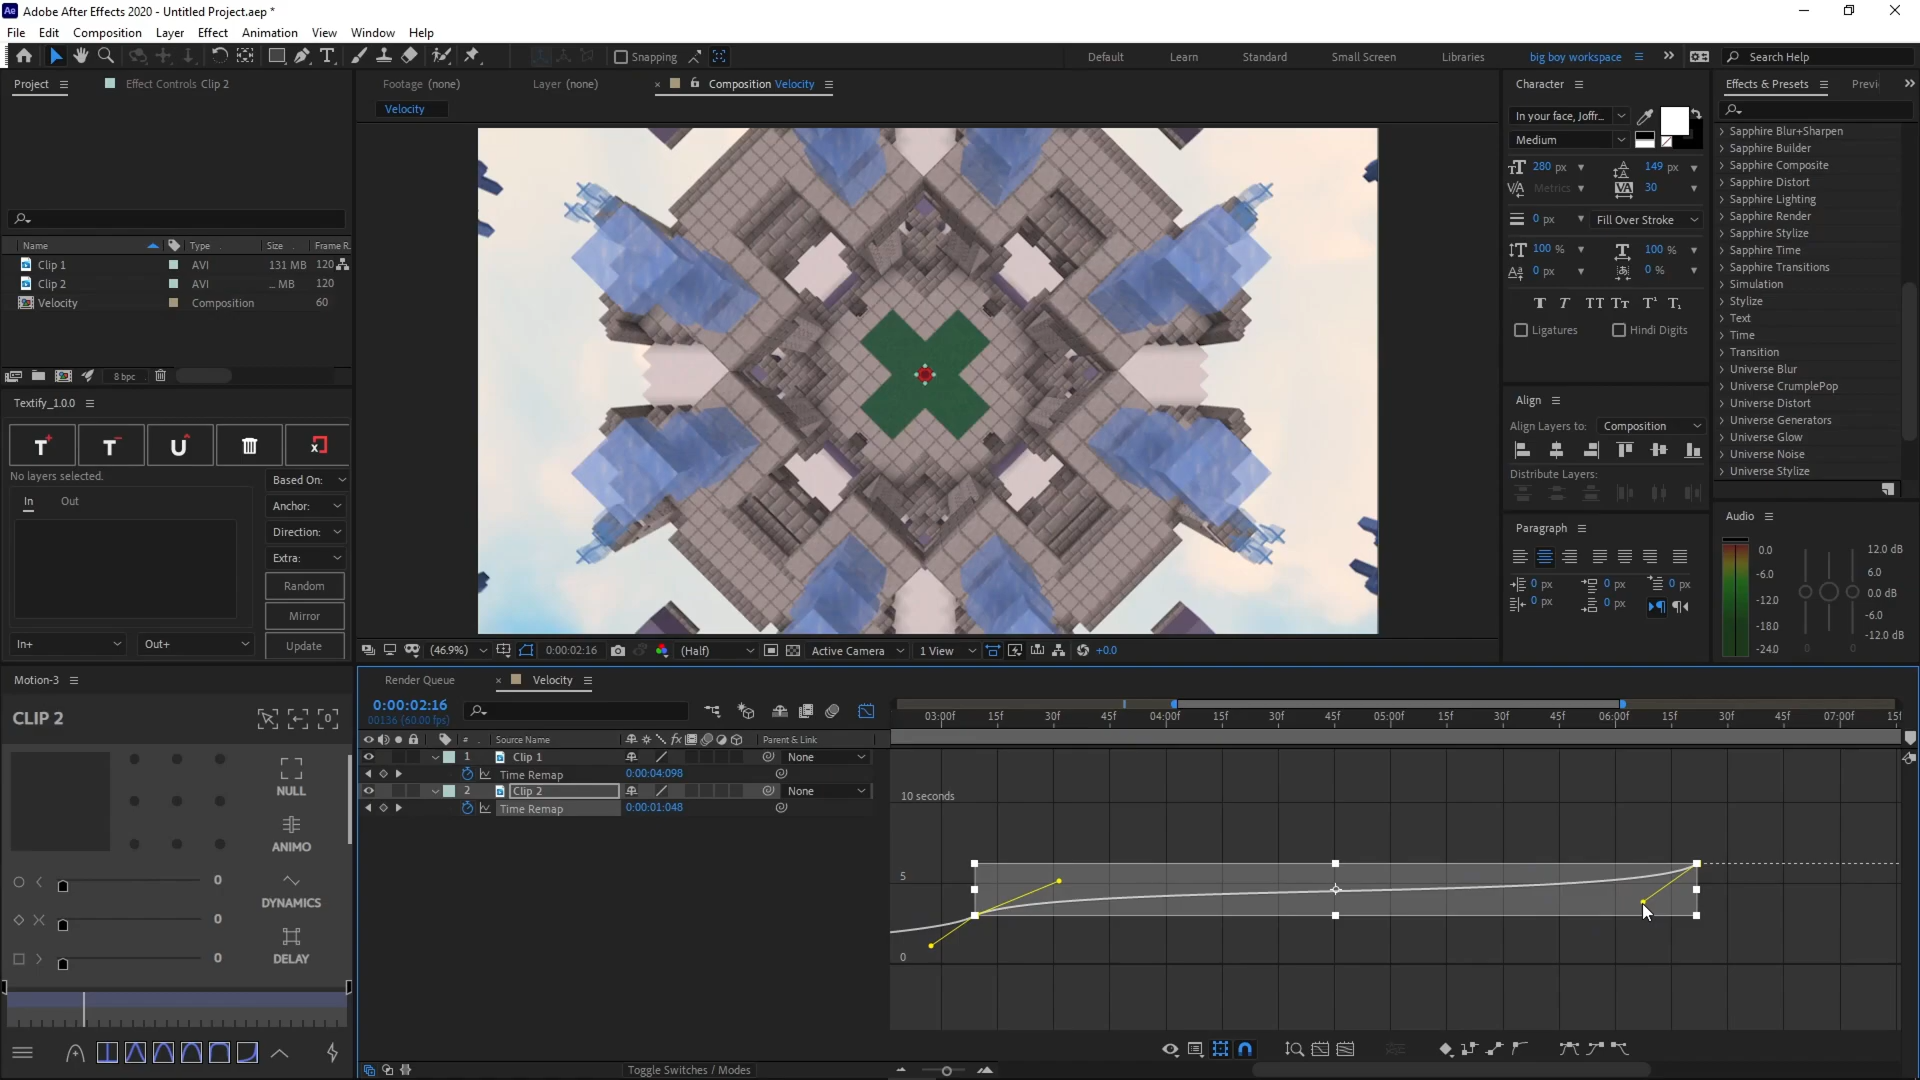 Ae Adobe After Effects 2020 - Untitled Project.aep *
File Edit Composition Layer Effect Animation View Window Help
Snapping
Default Learn Standard Small Screen Libraries big boy workspace Search Help
Project Effect Controls Clip 2
Footage (none) Layer (none) Composition Velocity
Velocity
Name Type Size Frame R.
Clip 1 AVI 131 MB 120
Clip 2 AVI ... MB 120
Velocity Composition 60
8 bpc
Textify_1.0.0
No layers selected.
In Out
Based On:
Anchor:
Direction:
Extra:
Random
Mirror
Update
In+ Out+
(46.9%) 0:00:02:16 (Half) Active Camera 1 View +0.0
Character
In your face, Joffr...
Medium
280 px 149 px
Metrics 30
0 px Fill Over Stroke
100 % 100 %
0 px 0 %
Ligatures Hindi Digits
Align
Align Layers to: Composition
Distribute Layers:
Paragraph
0 px 0 px 0 px
0 px 0 px
Effects & Presets Previ
Sapphire Blur+Sharpen
Sapphire Builder
Sapphire Composite
Sapphire Distort
Sapphire Lighting
Sapphire Render
Sapphire Stylize
Sapphire Time
Sapphire Transitions
Simulation
Stylize
Text
Time
Transition
Universe Blur
Universe CrumplePop
Universe Distort
Universe Generators
Universe Glow
Universe Noise
Universe Stylize
Audio
0.0 12.0 dB
-6.0 6.0
-12.0 0.0 dB
-18.0 -6.0
-24.0 -12.0 dB
0 0
Motion-3
CLIP 2
NULL
ANIMO
DYNAMICS
DELAY
0
0
0
Render Queue Velocity
0:00:02:16
00136 (60.00 fps)
# Source Name Parent & Link
1 Clip 1 None
Time Remap 0:00:04:098
2 Clip 2 None
Time Remap 0:00:01:048
03:00f 15f 30f 45f 04:00f 15f 30f 45f 05:00f 15f 30f 45f 06:00f 15f 30f 45f 07:00f 15f
10 seconds
5
0
Toggle Switches / Modes